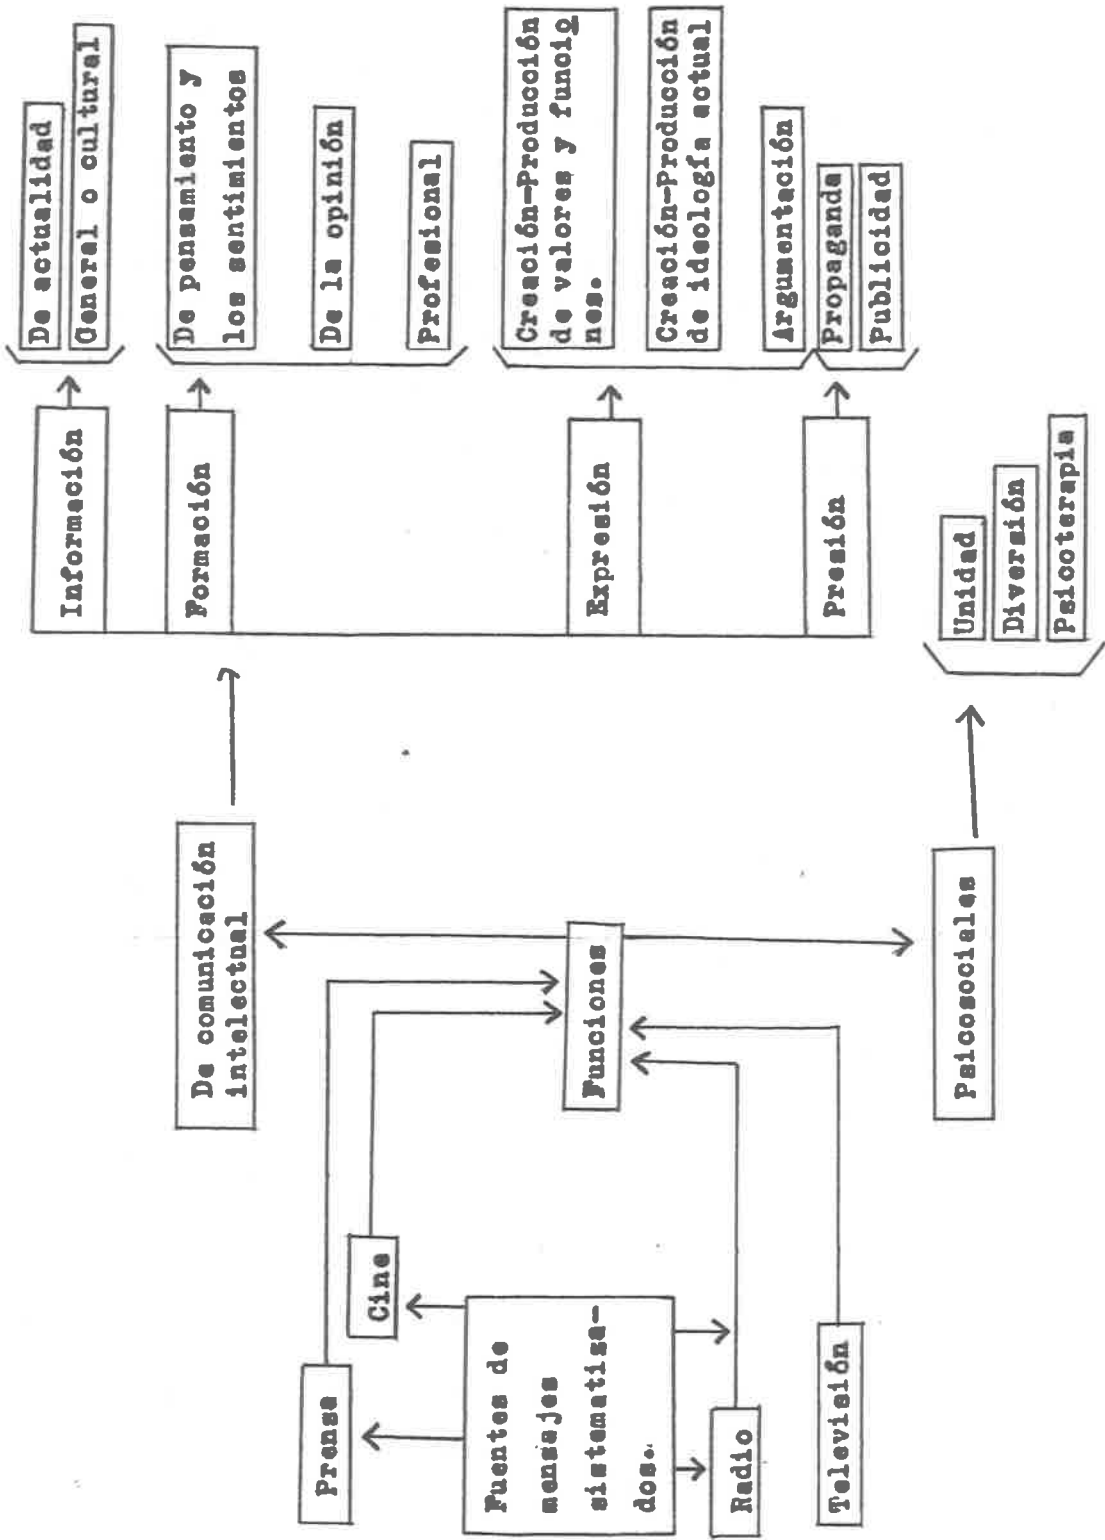 De actualidad
General o cultural
Información
De pensamiento y
los sentimientos
De la opinión
Profesional
Formación
De comunicación
intelectual
Prensa
Cine
Fuentes de
mensajes
sistematiza-
dos.
Funciones
Radio
Televisión
Expresión
Creación-Producción
de valores y funcio
nes.
Creación-Producción
de ideología actual
Argumentación
Presión
Propaganda
Publicidad
Psicosociales
Unidad
Diversión
Psicoterapia